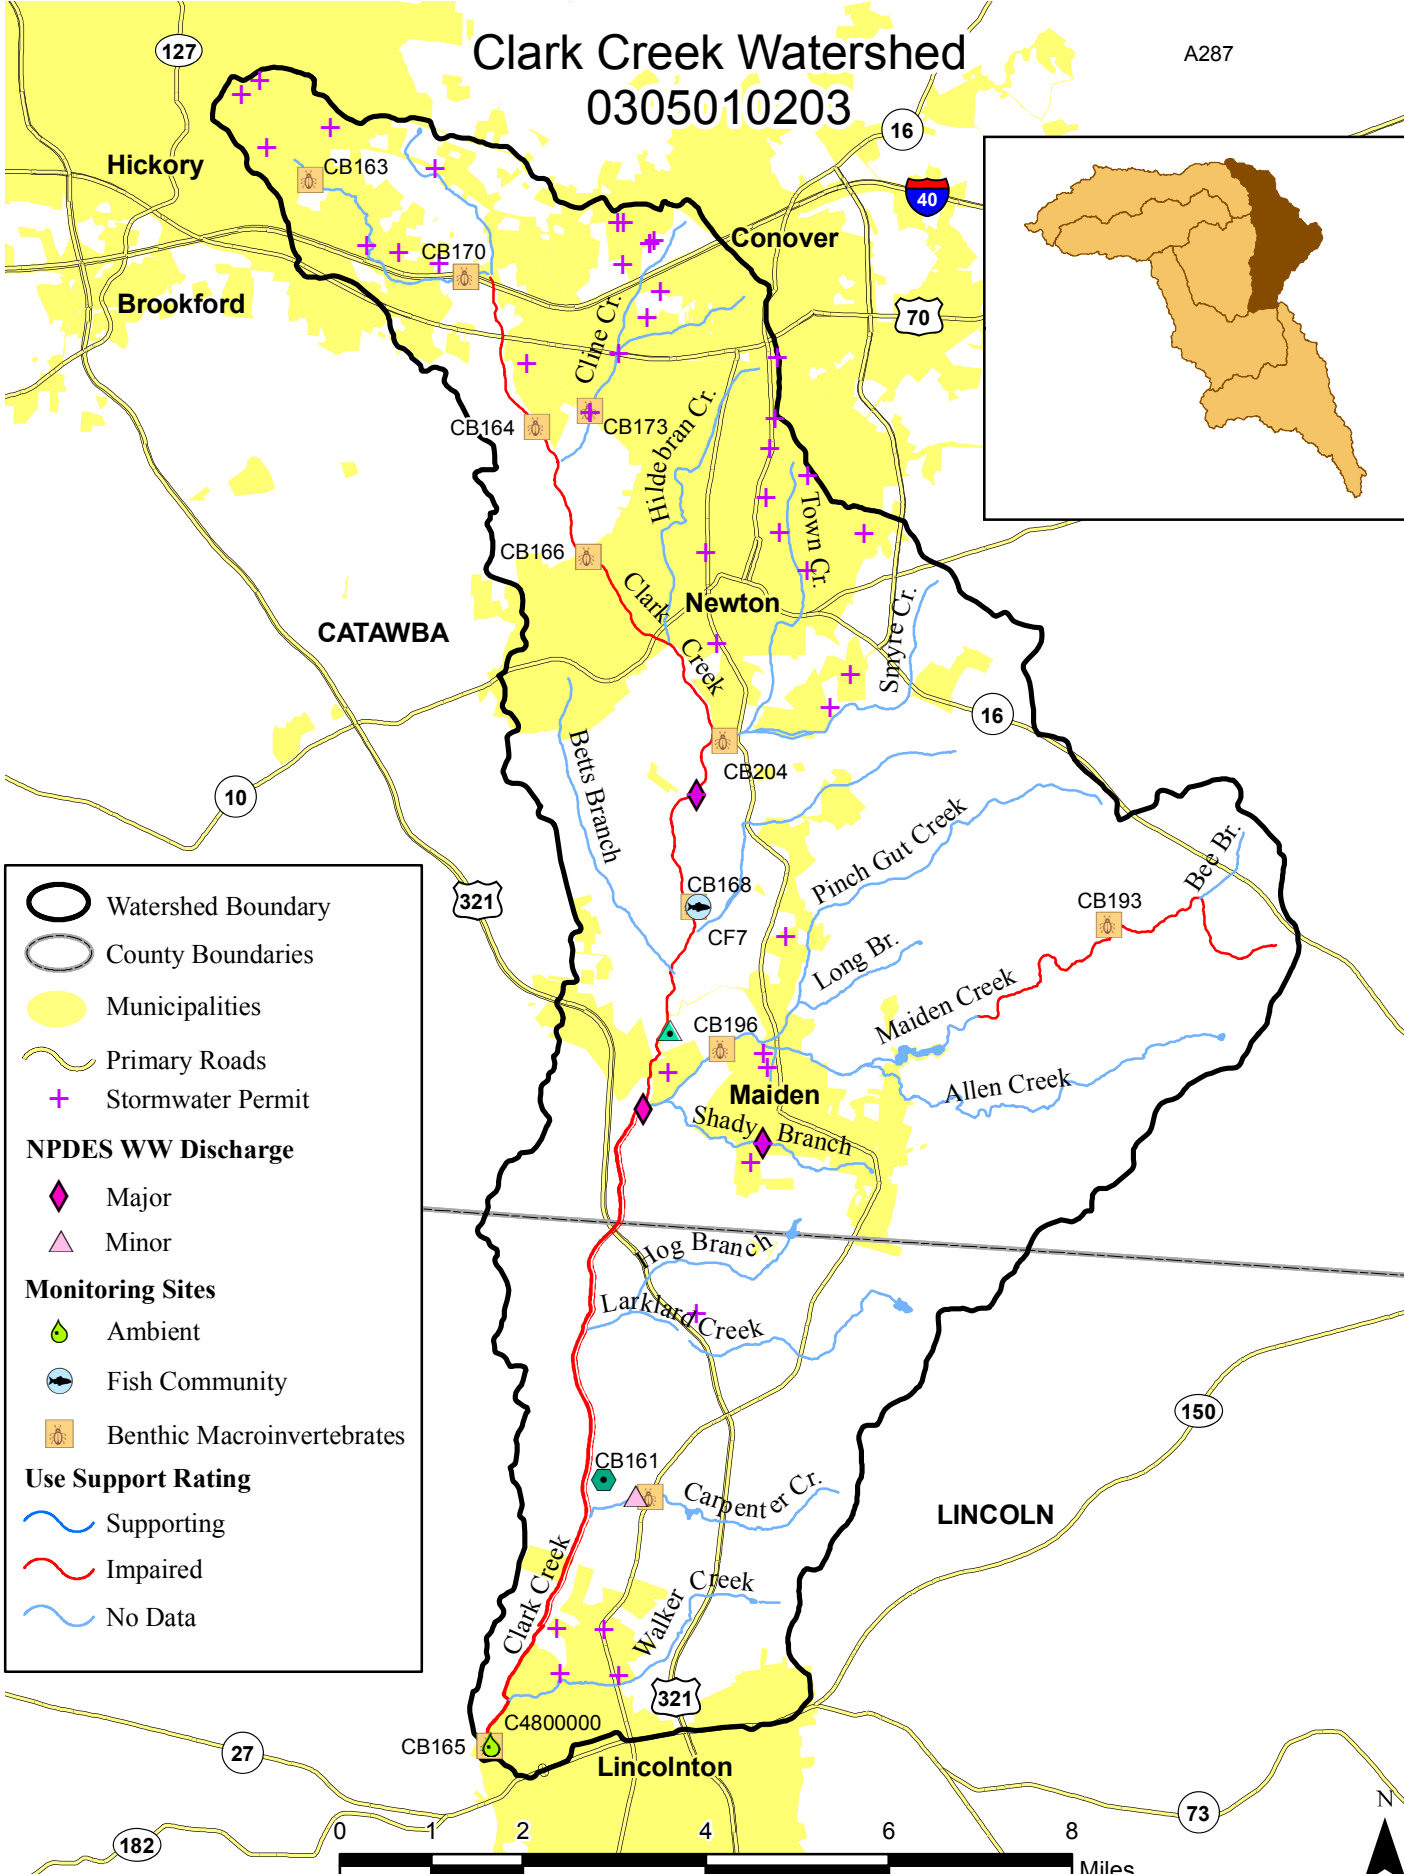 Clark Creek Watershed
0305010203
A287
127
16
Hickory
CB163
40
Conover
CB170
Brookford
70
Cline Cr.
CB164
CB173
Hildebran Cr.
Town Cr.
CB166
Clark
Creek
Newton
CATAWBA
Smyre Cr.
16
Betts Branch
CB204
10
Pinch Gut Creek
Bee Br.
321
CB168
CB193
CF7
Long Br.
Maiden Creek
CB196
Allen Creek
Maiden
Shady Branch
Watershed Boundary
County Boundaries
Municipalities
Primary Roads
Stormwater Permit
NPDES WW Discharge
Major
Minor
Monitoring Sites
Ambient
Fish Community
Benthic Macroinvertebrates
Use Support Rating
Supporting
Impaired
No Data
Hog Branch
Larklard Creek
150
CB161
Carpenter Cr.
LINCOLN
Clark Creek
Walker Creek
321
C4800000
CB165
27
Lincolnton
73
182
N
0 1 2 4 6 8
Miles